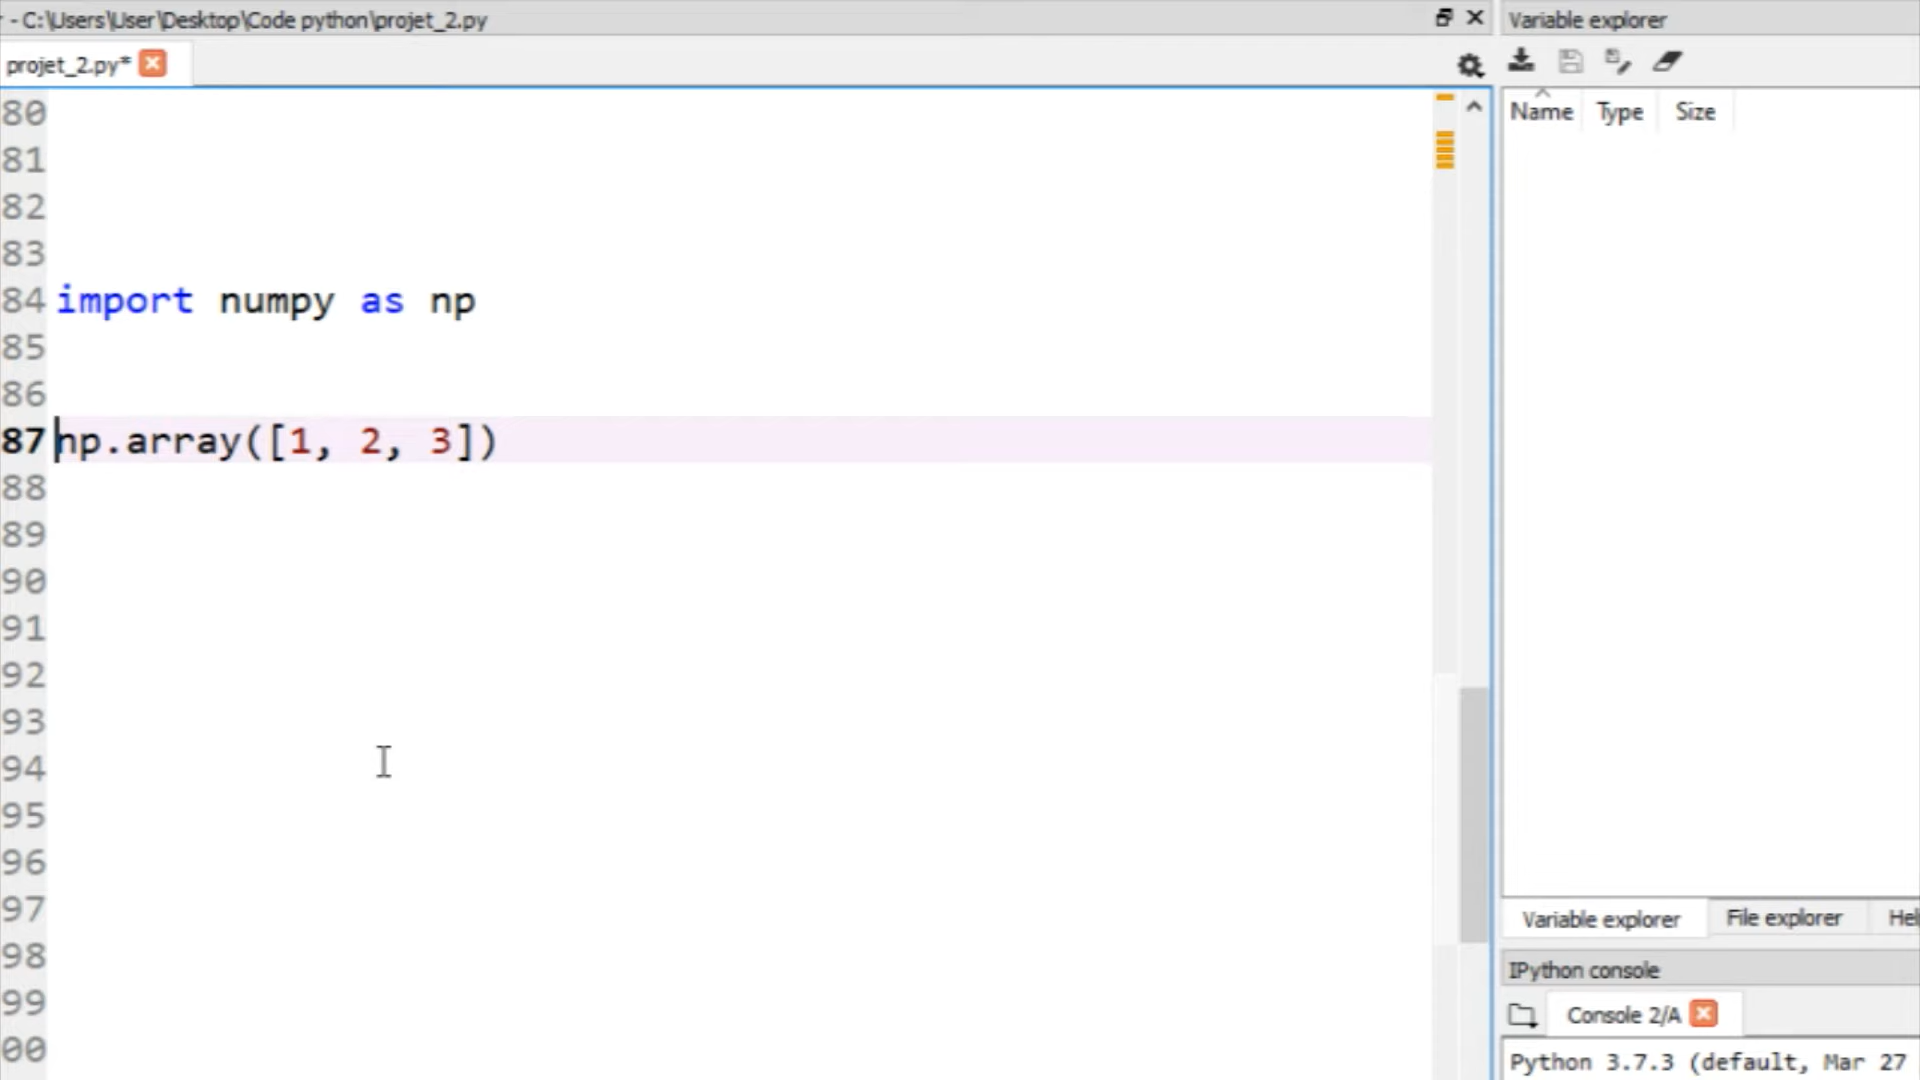 - C:\Users\User\Desktop\Code python\projet_2.py
projet_2.py*
80
81
82
83
84 import numpy as np
85
86
87 np.array([1, 2, 3])
88
89
90
91
92
93
94
95
96
97
98
99
00
Variable explorer
Name Type Size
Variable explorer File explorer Hel
IPython console
Console 2/A
Python 3.7.3 (default, Mar 27